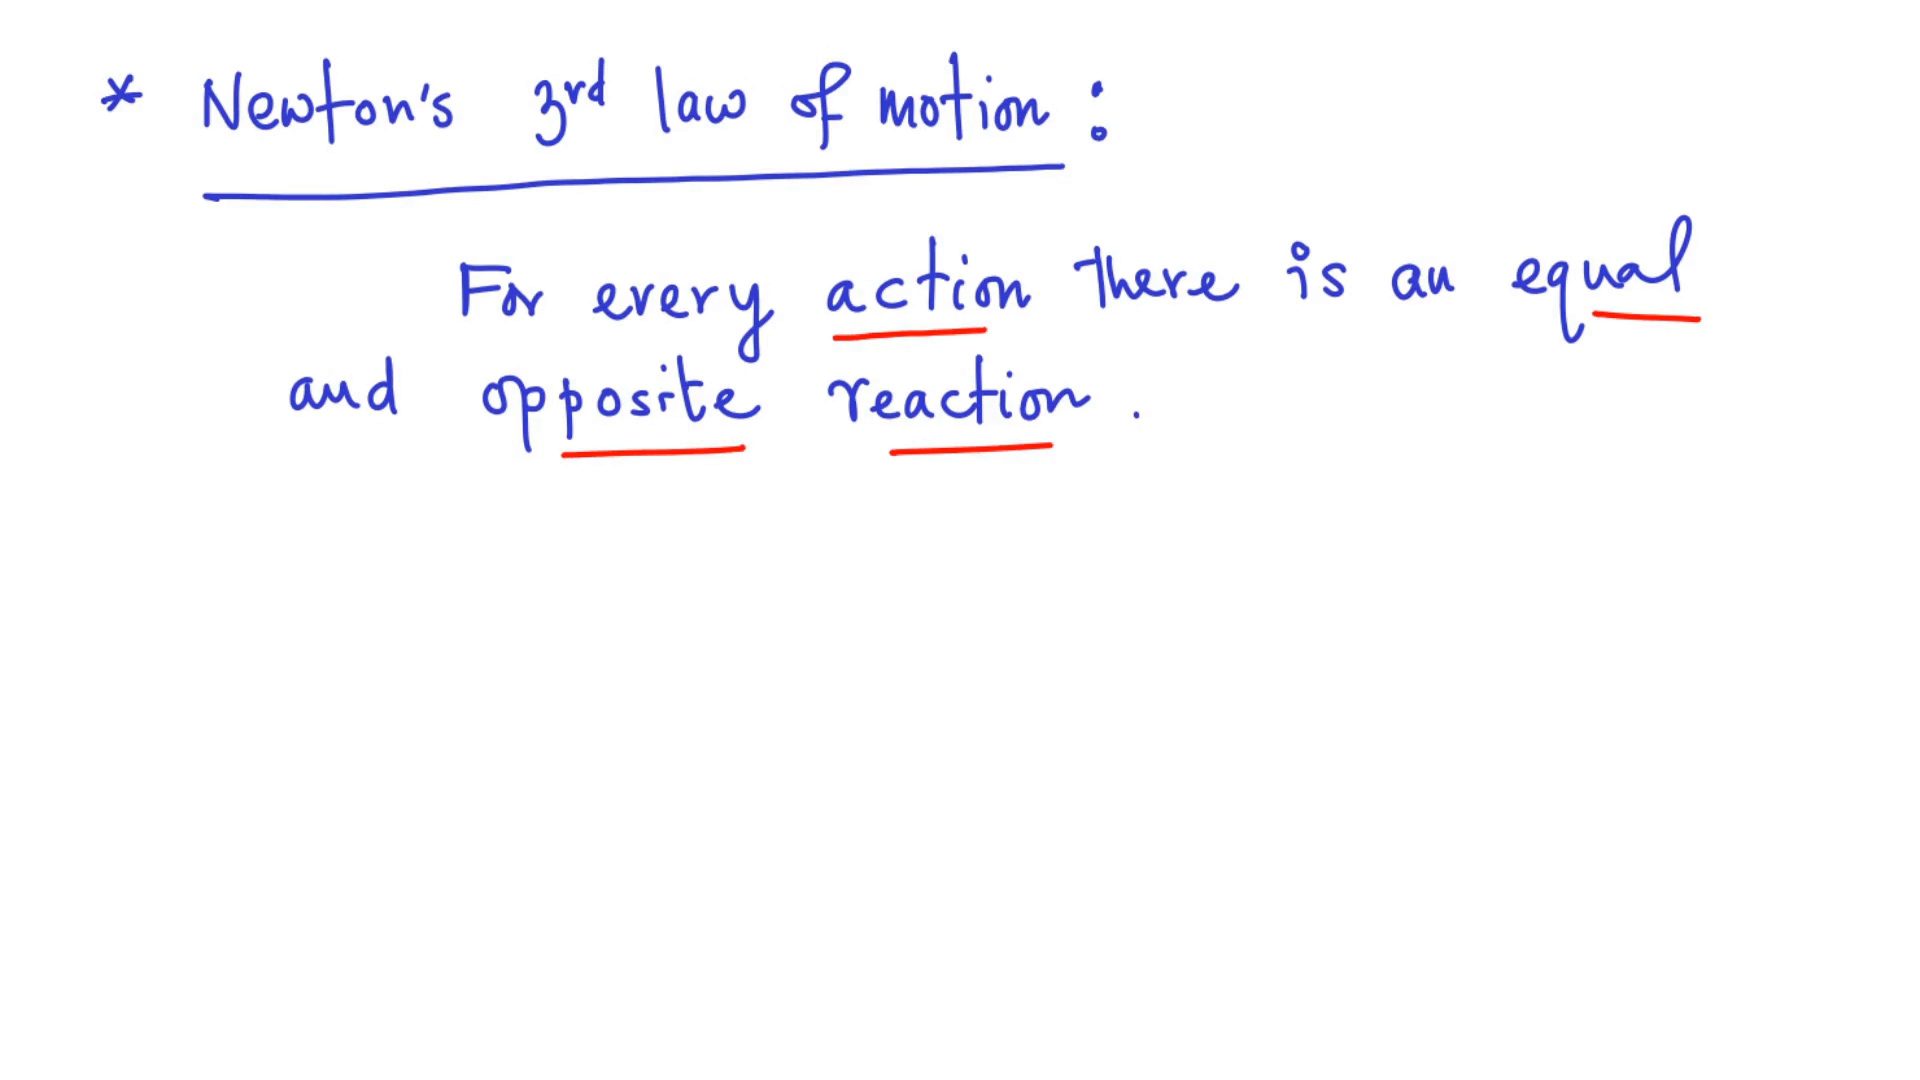 * Newton's 3rd law of motion :
For every action there is an equal
and opposite reaction .